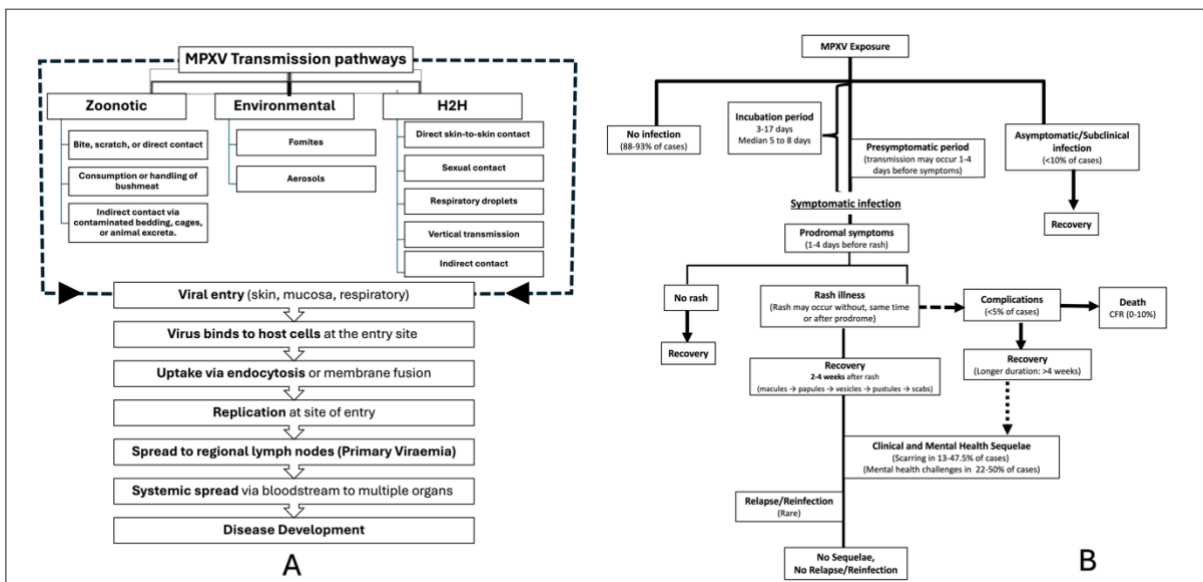 MPXV Transmission pathways
Zoonotic
Environmental
H2H
Bite, scratch, or direct contact
Consumption or handling of
bushmeat
Indirect contact via
contaminated bedding, cages,
or animal excreta.
Fomites
Aerosols
Direct skin-to-skin contact
Sexual contact
Respiratory droplets
Vertical transmission
Indirect contact
Viral entry (skin, mucosa, respiratory)
Virus binds to host cells at the entry site
Uptake via endocytosis or membrane fusion
Replication at site of entry
Spread to regional lymph nodes (Primary Viraemia)
Systemic spread via bloodstream to multiple organs
Disease Development
A
MPXV Exposure
No infection
(88-93% of cases)
Incubation period
3-17 days
Median 5 to 8 days
Presymptomatic period
(transmission may occur 1-4
days before symptoms)
Asymptomatic/Subclinical
infection
(<10% of cases)
Recovery
Symptomatic infection
Prodromal symptoms
(1-4 days before rash)
No rash
Recovery
Rash illness
(Rash may occur without, same time
or after prodrome)
Complications
(<5% of cases)
Death
CFR (0-10%)
Recovery
2-4 weeks after rash
(macules → papules → vesicles → pustules → scabs)
Recovery
(Longer duration: >4 weeks)
Clinical and Mental Health Sequelae
(Scarring in 13-47.5% of cases)
(Mental health challenges in 22-50% of cases)
Relapse/Reinfection
(Rare)
No Sequelae,
No Relapse/Reinfection
B